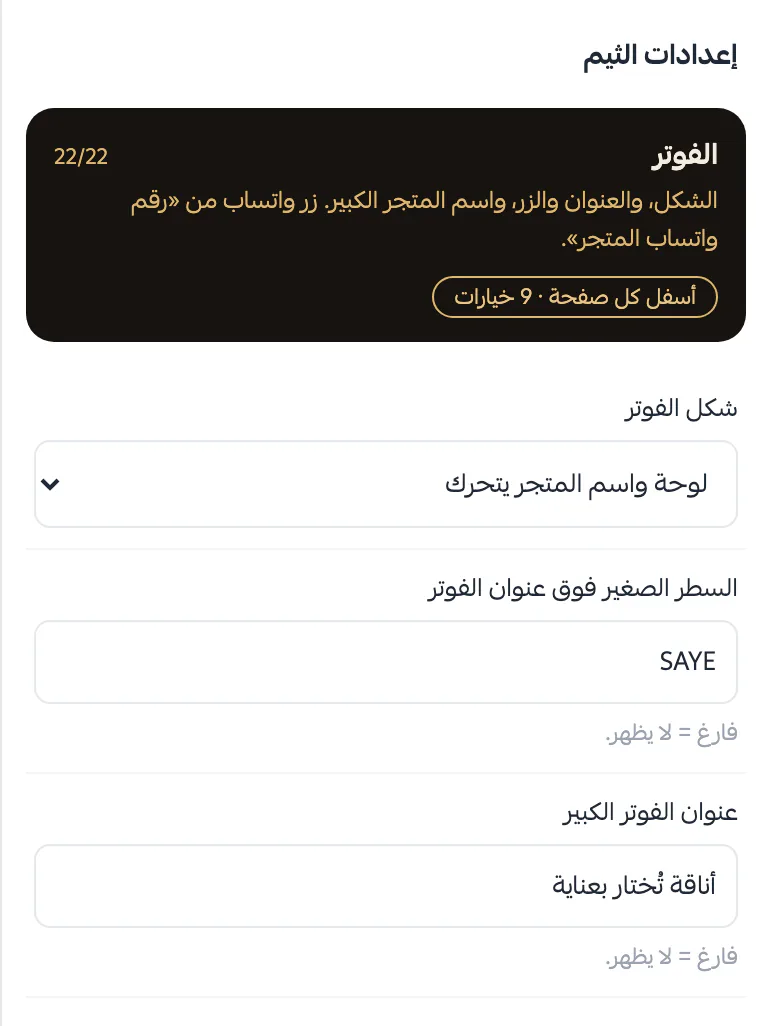 إعدادات الثيم
الفوتر
22/22
الشكل، والعنوان والزر، واسم المتجر الكبير. زر واتساب من «رقم
واتساب المتجر».
أسفل كل صفحة · 9 خيارات
شكل الفوتر
لوحة واسم المتجر يتحرك
السطر الصغير فوق عنوان الفوتر
SAYE
فارغ = لا يظهر.
عنوان الفوتر الكبير
أناقة تُختار بعناية
فارغ = لا يظهر.